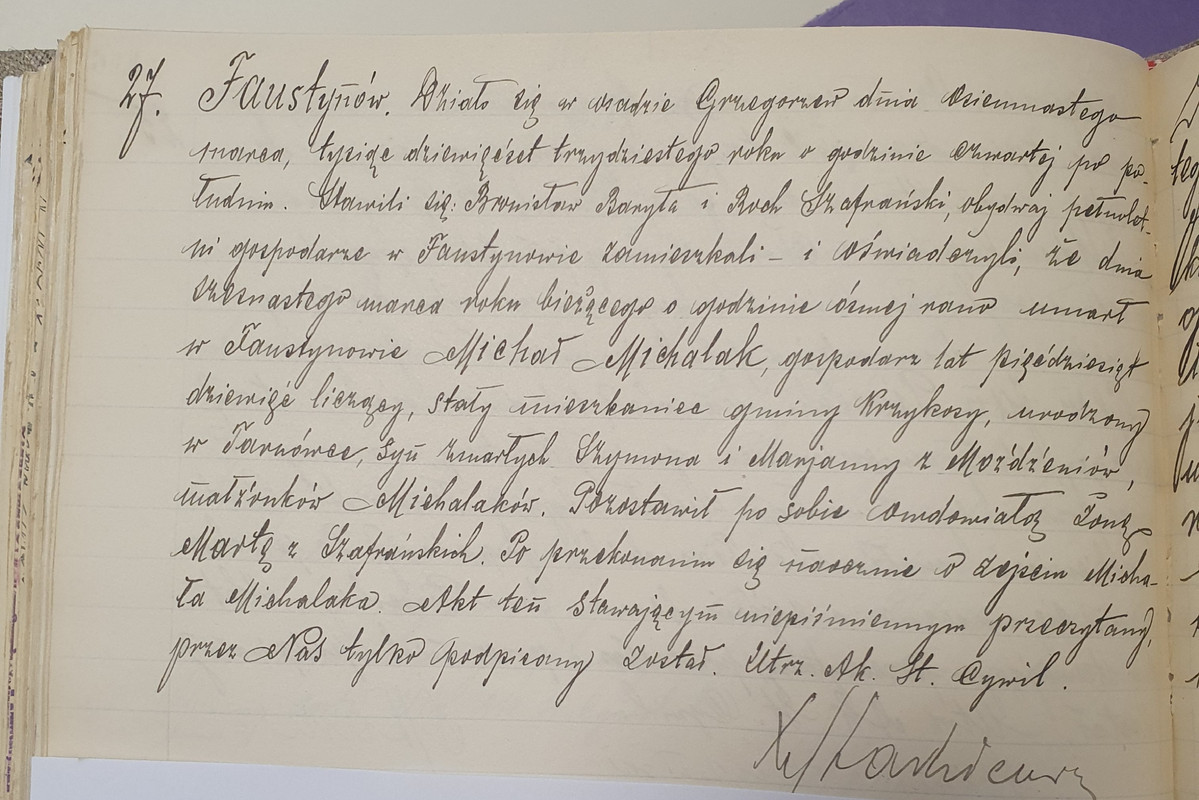 27. Faustynów. Działo się w osadzie Grzegorzew dnia osiemnastego
marca, tysiąc dziewięćset trzydziestego roku o godzinie czwartej po po-
łudniu. Stawili się: Bronisław Baryła i Roch Szafrański, obydwaj pełnolet-
ni gospodarze w Faustynowie zamieszkali – i oświadczyli, że dnia
szesnastego marca roku bieżącego o godzinie ósmej rano umarł
w Faustynowie Michał Michalak, gospodarz lat pięćdziesiąt
dziewięć liczący, stały mieszkaniec gminy Krzykosy, urodzony
w Tarnówce, syn zmarłych Szymona i Marjanny z Moździeniów,
małżonków Michalaków. Pozostawił po sobie owdowiałą żonę
Martę z Szafrańskich. Po przekonaniu się naocznie o zejściu Micha-
ła Michalaka. Akt ten stawającym niepiśmiennym przeczytany,
przez Nas tylko podpisany został. Utrz. Ak. St. Cywil.